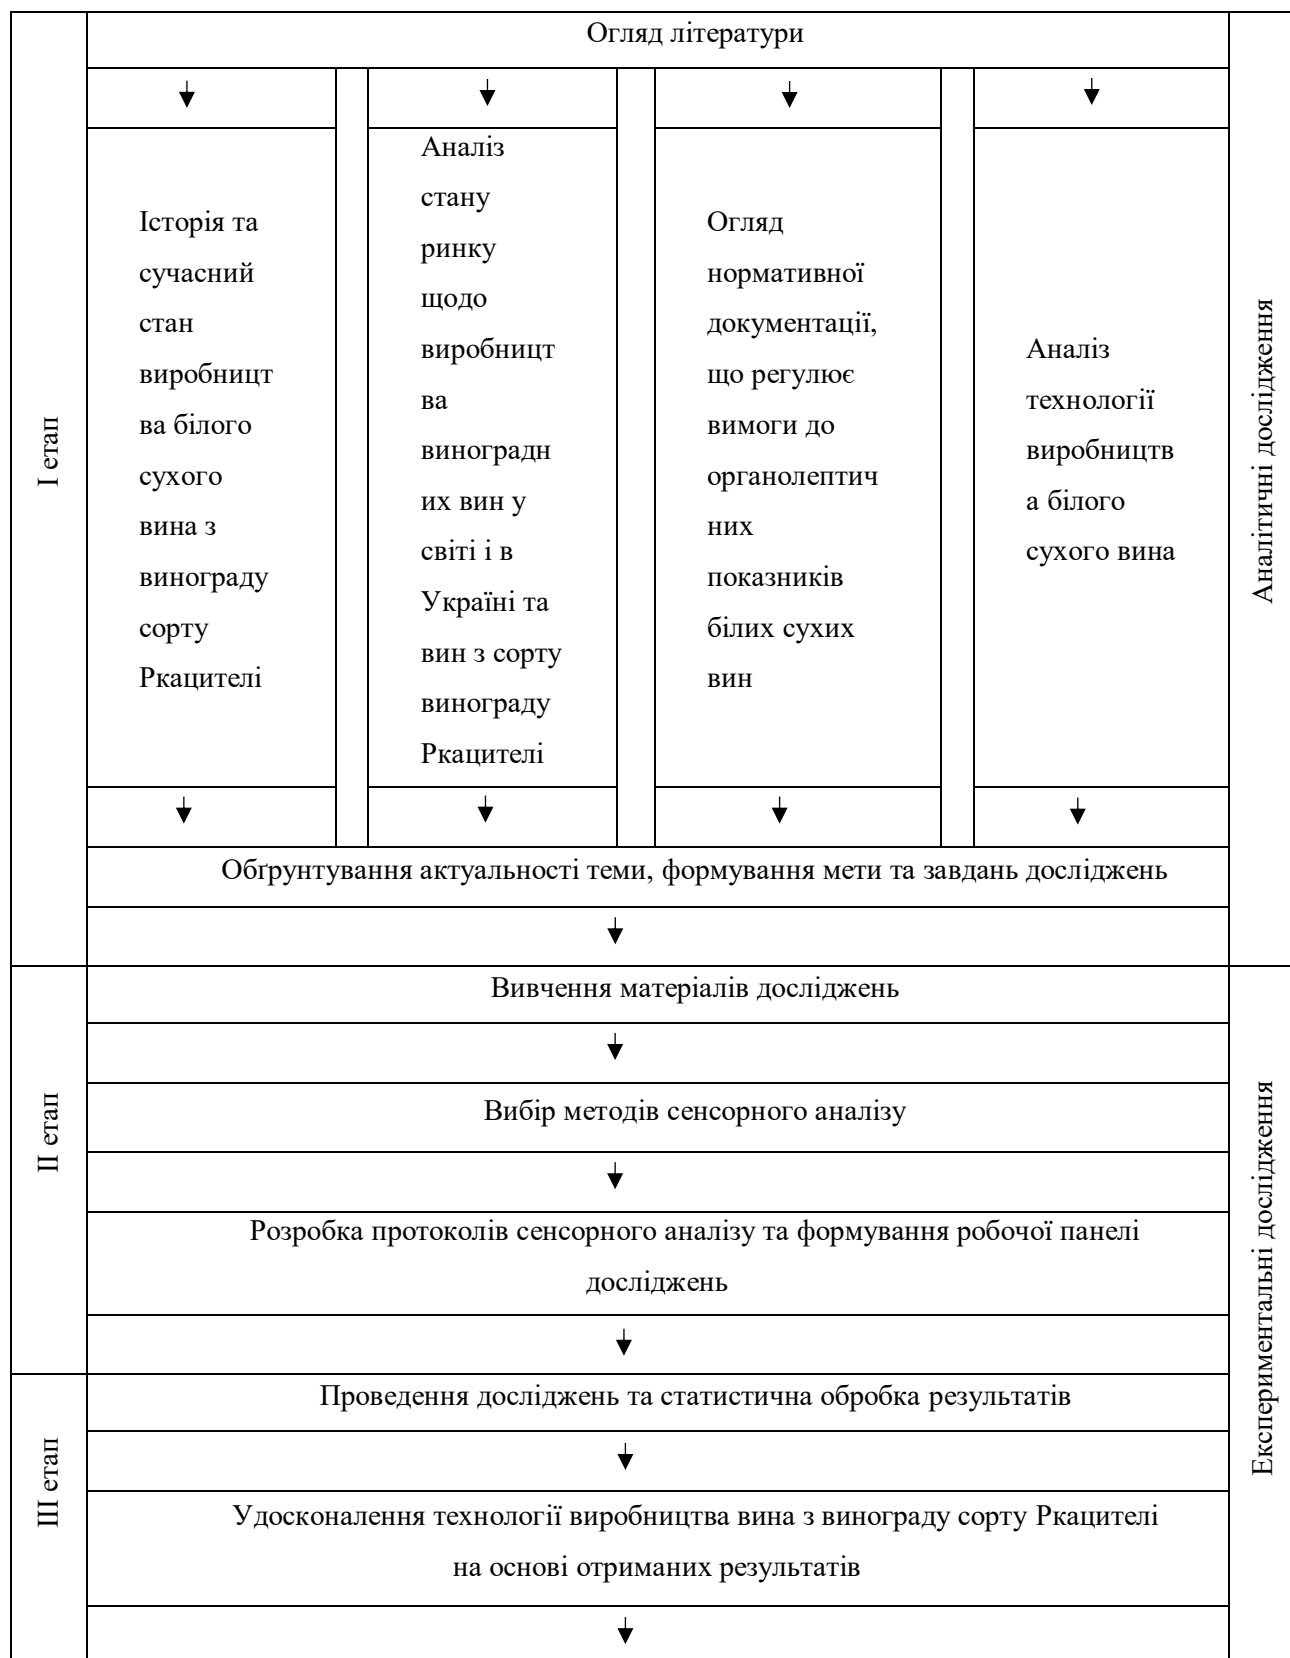 Огляд літератури
І етап
Історія та
сучасний
стан
виробницт
ва білого
сухого
вина з
винограду
сорту
Ркацителі
Аналіз
стану
ринку
щодо
виробницт
ва
виноградн
их вин у
світі і в
Україні та
вин з сорту
винограду
Ркацителі
Огляд
нормативної
документації,
що регулює
вимоги до
органолептич
них
показників
білих сухих
вин
Аналіз
технології
виробництв
а білого
сухого вина
Аналітичні дослідження
Обґрунтування актуальності теми, формування мети та завдань досліджень
ІІ етап
Вивчення матеріалів досліджень
Вибір методів сенсорного аналізу
Розробка протоколів сенсорного аналізу та формування робочої панелі
досліджень
Експериментальні дослідження
ІІІ етап
Проведення досліджень та статистична обробка результатів
Удосконалення технології виробництва вина з винограду сорту Ркацителі
на основі отриманих результатів